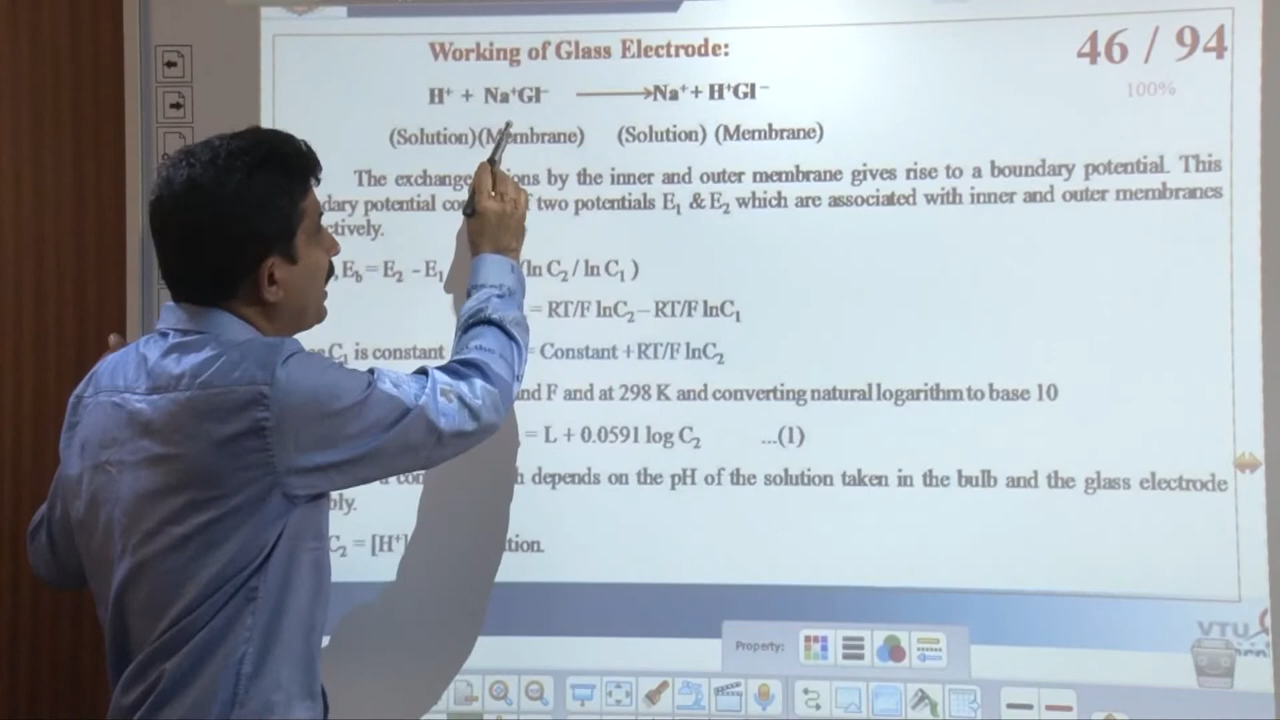 Working of Glass Electrode:
46 / 94
100%
H⁺ + Na⁺Gl⁻ ⟶ Na⁺ + H⁺Gl⁻
(Solution)(Membrane) (Solution) (Membrane)
The exchange ions by the inner and outer membrane gives rise to a boundary potential. This
dary potential two potentials E₁ & E₂ which are associated with inner and outer membranes
ctively.
E_b = E₂ - E₁ (ln C₂ / ln C₁ )
= RT/F lnC₂ – RT/F lnC₁
C₁ is constant = Constant + RT/F lnC₂
nd F and at 298 K and converting natural logarithm to base 10
= L + 0.0591 log C₂ ...(1)
h depends on the pH of the solution taken in the bulb and the glass electrode
bly.
C₂ = [H⁺] tion.
VTU
Property: